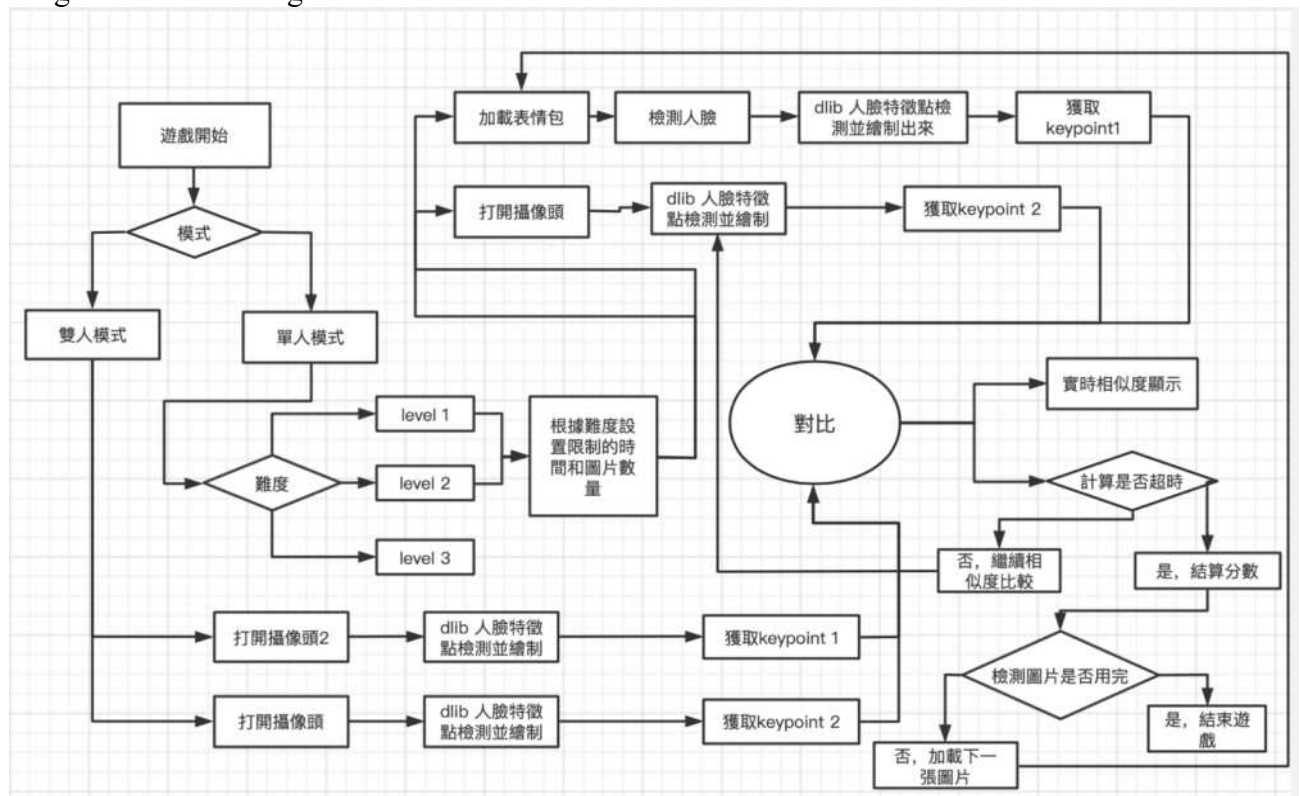 遊戲開始
模式
雙人模式
單人模式
難度
level 1
level 2
level 3
根據難度設
置限制的時
間和圖片數
量
加載表情包
檢測人臉
dlib 人臉特徵點檢
測並繪制出來
獲取
keypoint1
打開攝像頭
dlib 人臉特徵
點檢測並繪制
獲取keypoint 2
對比
實時相似度顯示
計算是否超時
否，繼續相
似度比較
是，結算分數
檢測圖片是否用完
否，加載下一
張圖片
是，結束遊
戲
打開攝像頭2
dlib 人臉特徵
點檢測並繪制
獲取keypoint 1
打開攝像頭
dlib 人臉特徵
點檢測並繪制
獲取keypoint 2